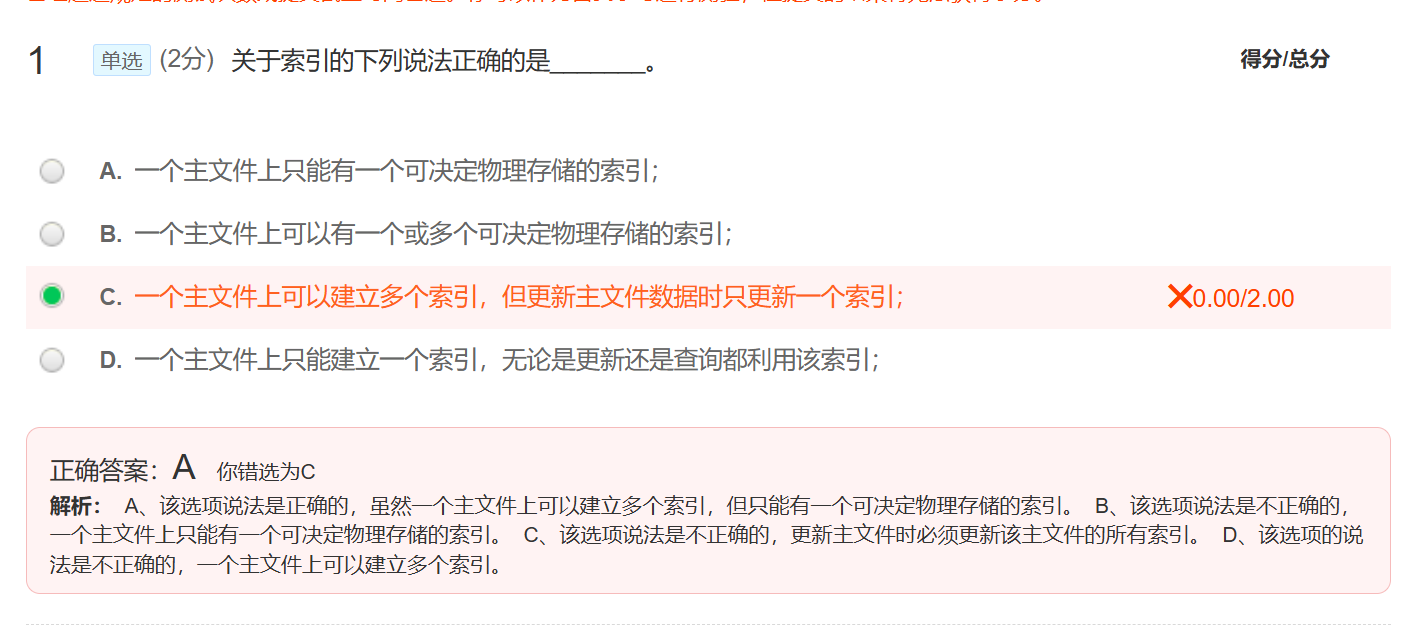 1 单选 (2分) 关于索引的下列说法正确的是________。 得分/总分
A. 一个主文件上只能有一个可决定物理存储的索引;
B. 一个主文件上可以有一个或多个可决定物理存储的索引;
C. 一个主文件上可以建立多个索引，但更新主文件数据时只更新一个索引; 0.00/2.00
D. 一个主文件上只能建立一个索引，无论是更新还是查询都利用该索引;
正确答案：A 你错选为C
解析： A、该选项说法是正确的，虽然一个主文件上可以建立多个索引，但只能有一个可决定物理存储的索引。 B、该选项说法是不正确的，
一个主文件上只能有一个可决定物理存储的索引。 C、该选项说法是不正确的，更新主文件时必须更新该主文件的所有索引。 D、该选项的说
法是不正确的，一个主文件上可以建立多个索引。